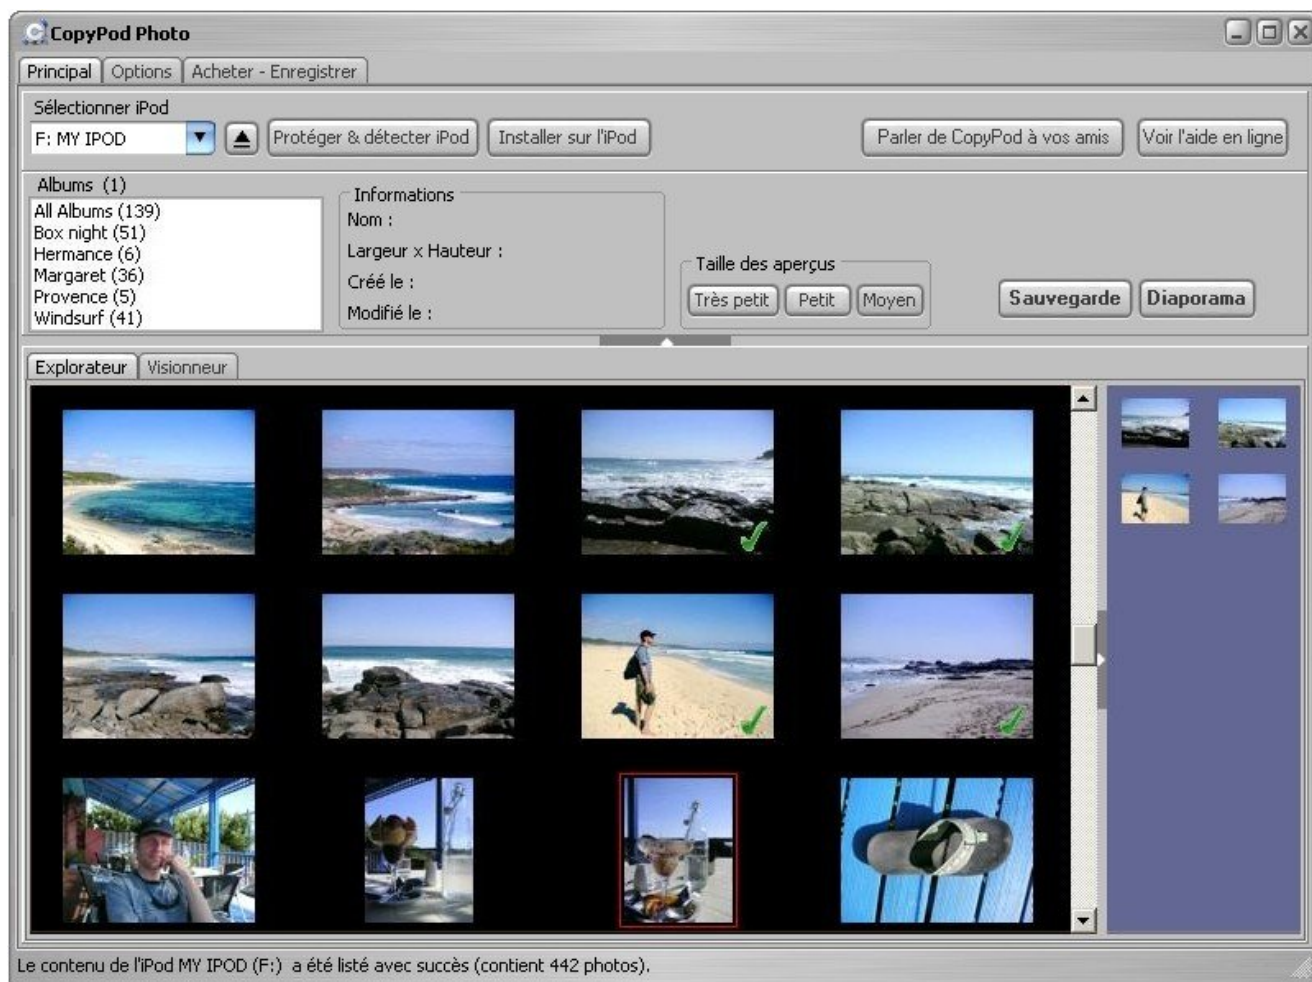 CopyPod Photo
Principal Options Acheter - Enregistrer
Sélectionner iPod
F: MY IPOD Protéger & détecter iPod Installer sur l'iPod Parler de CopyPod à vos amis Voir l'aide en ligne
Albums (1)
All Albums (139)
Box night (51)
Hermance (6)
Margaret (36)
Provence (5)
Windsurf (41)
Informations
Nom :
Largeur x Hauteur :
Créé le :
Modifié le :
Taille des aperçus
Très petit Petit Moyen
Sauvegarde Diaporama
Explorateur Visionneur
Le contenu de l'iPod MY IPOD (F:) a été listé avec succès (contient 442 photos).